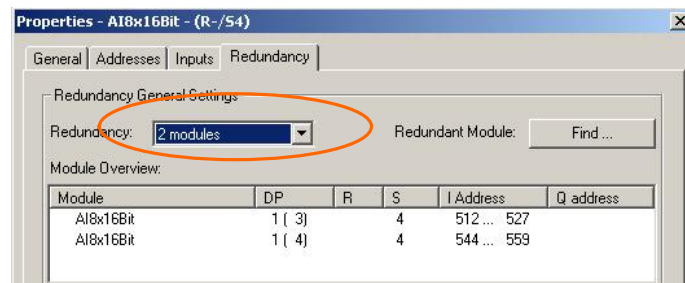 Properties - AI8x16Bit - (R-/S4)
General Addresses Inputs Redundancy
Redundancy General Settings
Redundancy: 2 modules Redundant Module: Find ...
Module Overview:
Module DP R S I Address Q address
AI8x16Bit 1 ( 3) 4 512 ... 527
AI8x16Bit 1 ( 4) 4 544 ... 559